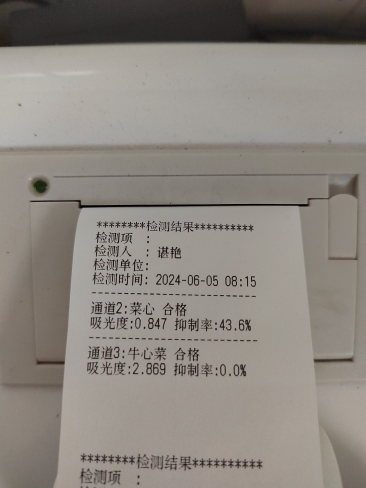 ********检测结果**********
检测项 ：
检测人 ：谌艳
检测单位:
检测时间: 2024-06-05 08:15
--------------------------------
通道2:菜心 合格
吸光度:0.847 抑制率:43.6%
--------------------------------
通道3:牛心菜 合格
吸光度:2.869 抑制率:0.0%
********检测结果**********
检测项 ：